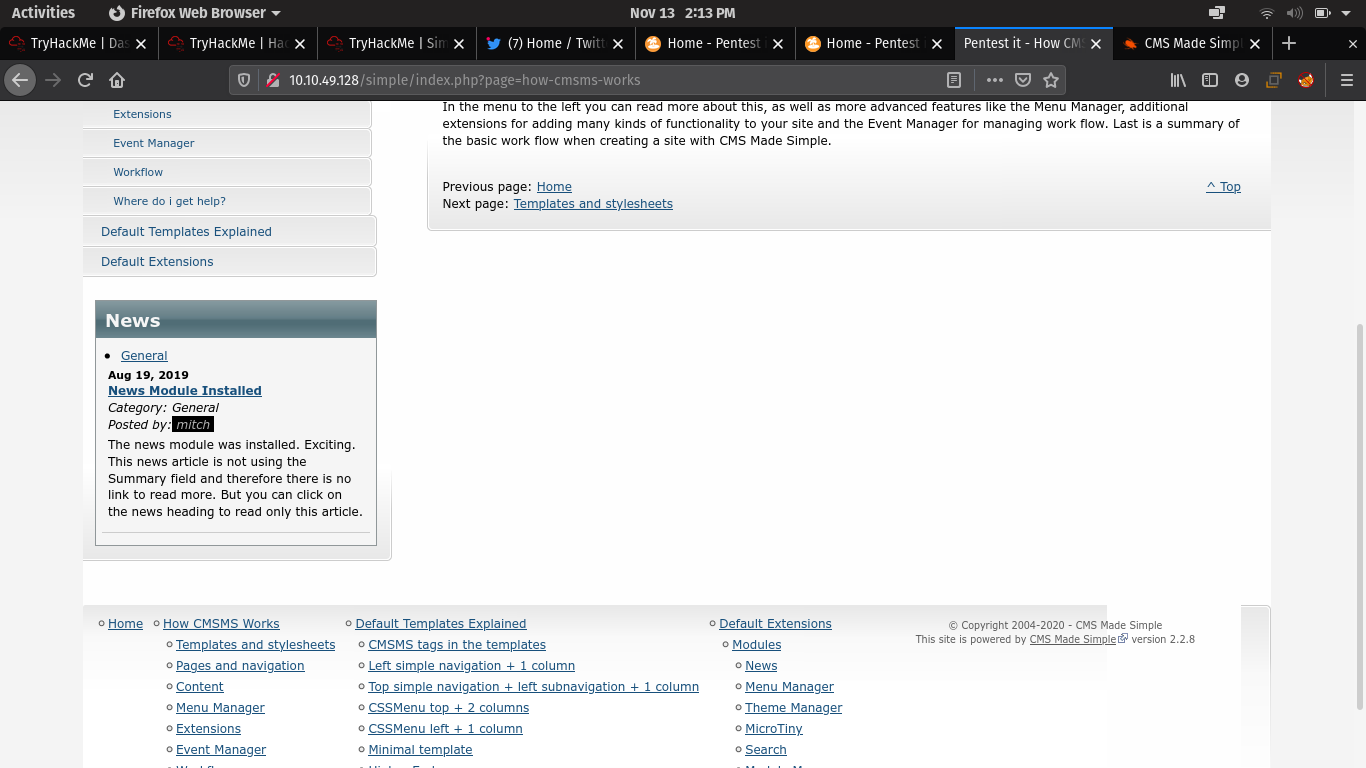 Activities Firefox Web Browser Nov 13 2:13 PM
TryHackMe | Das TryHackMe | Hac TryHackMe | Sim (7) Home / Twitt Home - Pentest Home - Pentest Pentest it - How CMS CMS Made Simpl
10.10.49.128/simple/index.php?page=how-cmsms-works
Extensions
Event Manager
Workflow
Where do i get help?
Default Templates Explained
Default Extensions
In the menu to the left you can read more about this, as well as more advanced features like the Menu Manager, additional
extensions for adding many kinds of functionality to your site and the Event Manager for managing work flow. Last is a summary of
the basic work flow when creating a site with CMS Made Simple.
Previous page: Home ^ Top
Next page: Templates and stylesheets
News
General
Aug 19, 2019
News Module Installed
Category: General
Posted by: mitch
The news module was installed. Exciting.
This news article is not using the
Summary field and therefore there is no
link to read more. But you can click on
the news heading to read only this article.
Home
How CMSMS Works
Templates and stylesheets
Pages and navigation
Content
Menu Manager
Extensions
Event Manager
Default Templates Explained
CMSMS tags in the templates
Left simple navigation + 1 column
Top simple navigation + left subnavigation + 1 column
CSSMenu top + 2 columns
CSSMenu left + 1 column
Minimal template
Default Extensions
Modules
News
Menu Manager
Theme Manager
MicroTiny
Search
© Copyright 2004-2020 - CMS Made Simple
This site is powered by CMS Made Simple version 2.2.8